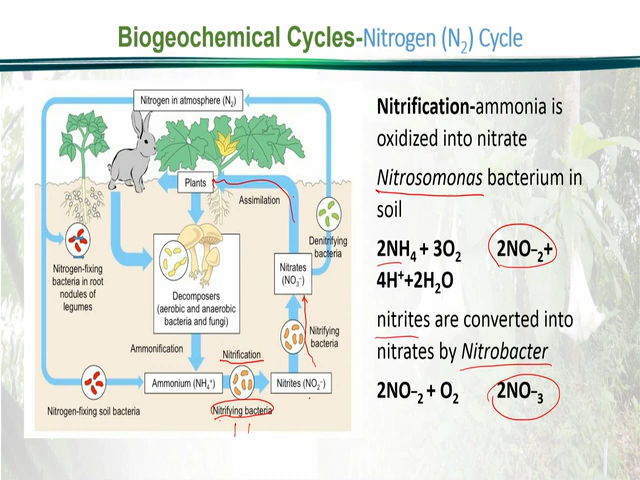 Biogeochemical Cycles-Nitrogen (N₂) Cycle
Nitrogen in atmosphere (N₂)
Plants
Assimilation
Denitrifying
bacteria
Nitrogen-fixing
bacteria in root
nodules of
legumes
Decomposers
(aerobic and anaerobic
bacteria and fungi)
Nitrates
(NO₃⁻)
Ammonification
Nitrification
Nitrifying
bacteria
Ammonium (NH₄⁺)
Nitrites (NO₂⁻)
Nitrogen-fixing soil bacteria
Nitrifying bacteria
Nitrification-ammonia is
oxidized into nitrate
Nitrosomonas bacterium in
soil
2NH₄ + 3O₂ 2NO⁻₂+
4H⁺+2H₂O
nitrites are converted into
nitrates by Nitrobacter
2NO⁻₂ + O₂ 2NO⁻₃